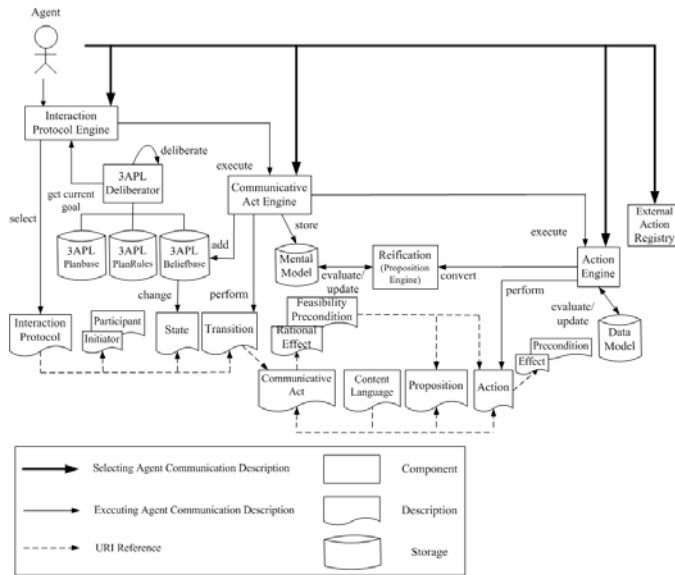 Agent
Interaction
Protocol Engine
deliberate
3APL
Deliberator
get current
goal
select
execute
Communicative
Act Engine
store
add
3APL
Planbase
3APL
PlanRules
3APL
Beliefbase
Mental
Model
evaluate/
update
Reification
(Proposition
Engine)
convert
execute
External
Action
Registry
Action
Engine
change
perform
perform
evaluate/
update
Data
Model
Interaction
Protocol
Participant
Initiator
State
Transition
Feasibility
Precondition
Rational
Effect
Precondition
Effect
Communicative
Act
Content
Language
Proposition
Action
Selecting Agent Communication Description
Component
Executing Agent Communication Description
Description
URI Reference
Storage